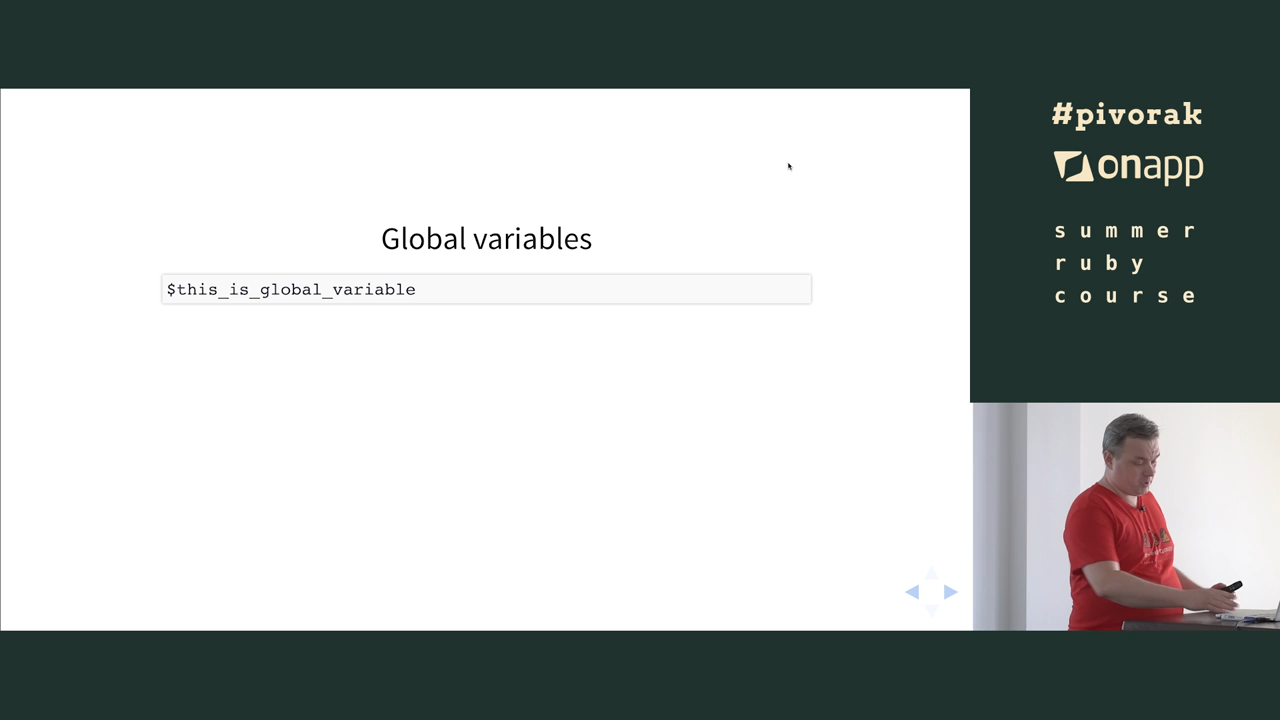 Global variables
$this_is_global_variable
#pivorak
onapp
summer
ruby
course